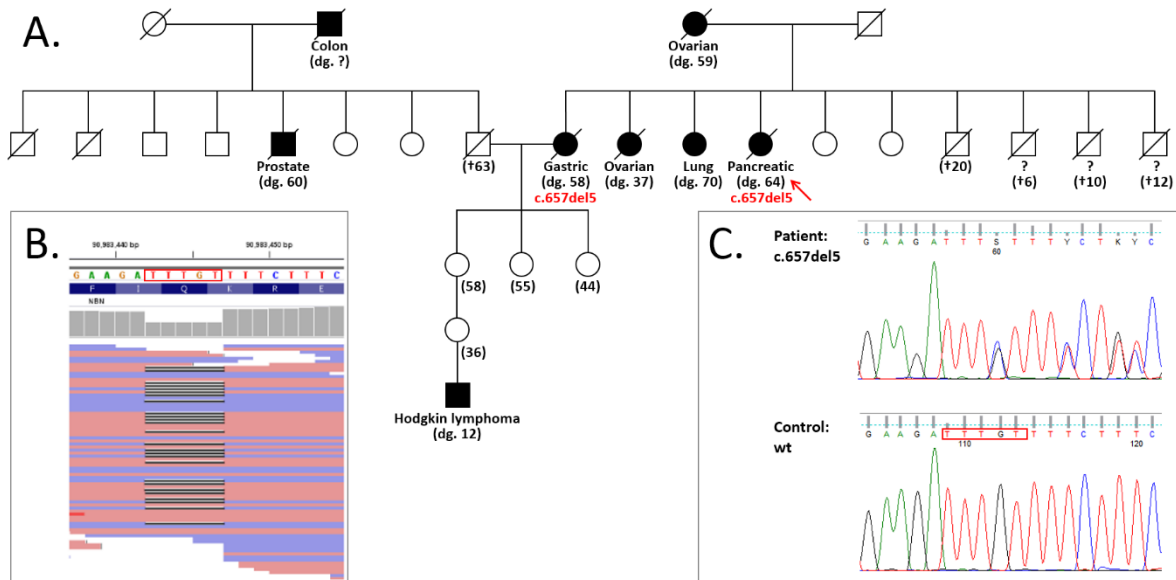 A.
Colon
(dg. ?)
Ovarian
(dg. 59)
Prostate
(dg. 60)
(†63)
Gastric
(dg. 58)
c.657del5
Ovarian
(dg. 37)
Lung
(dg. 70)
Pancreatic
(dg. 64)
c.657del5
(†20)
?
(†6)
?
(†10)
?
(†12)
(58)
(55)
(44)
(36)
Hodgkin lymphoma
(dg. 12)
B.
90,983,440 bp 90,983,450 bp
G A A G A T T T G T T T T C T T T C
F I Q K R E
NBN
C.
Patient:
c.657del5
G A A G A T T T S T T T Y C T K Y C
60
Control:
wt
G A A G A T T T G T T T T C T T T C
110 120